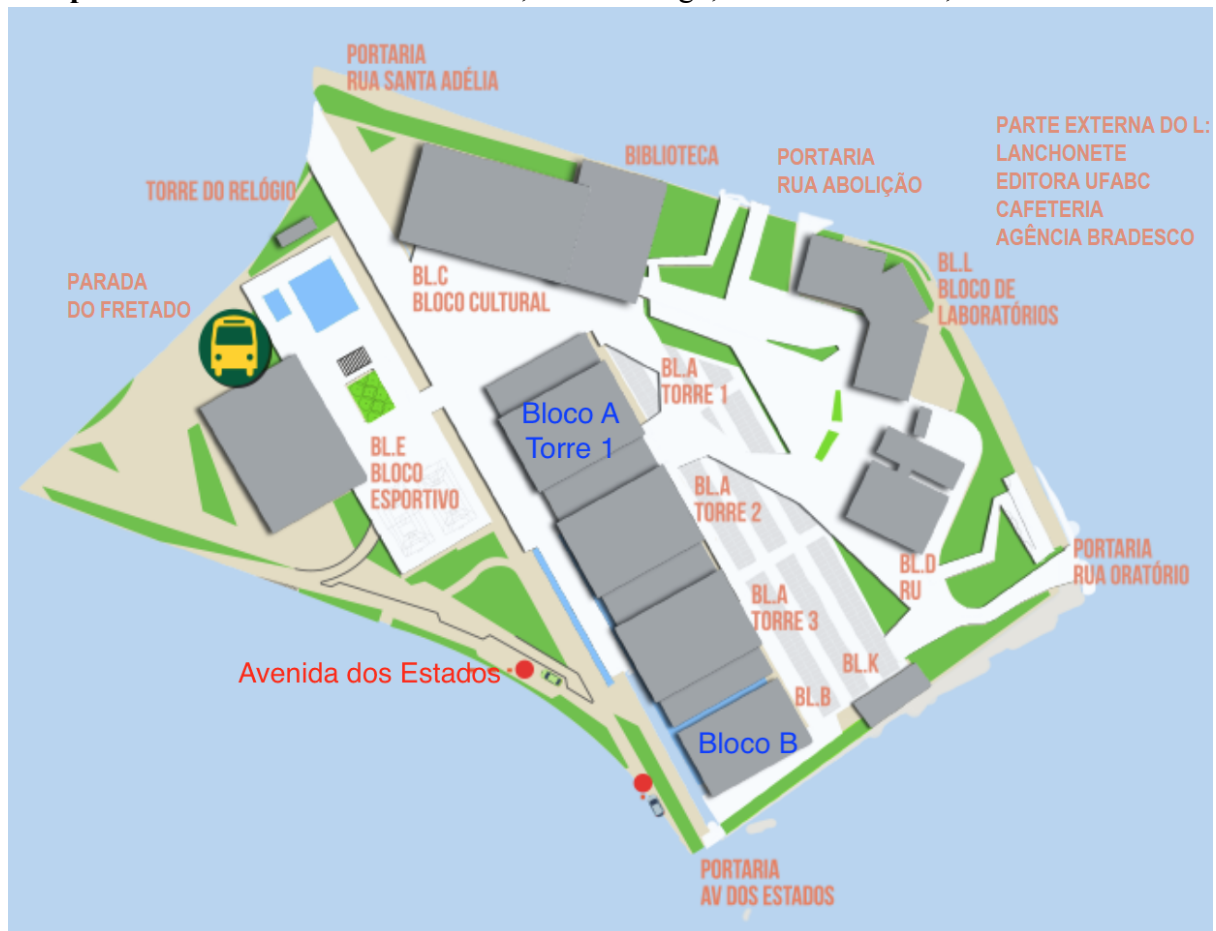 PORTARIA
RUA SANTA ADÉLIA
PARTE EXTERNA DO L:
LANCHONETE
EDITORA UFABC
CAFETERIA
AGÊNCIA BRADESCO
BIBLIOTECA
PORTARIA
RUA ABOLIÇÃO
TORRE DO RELÓGIO
PARADA
DO FRETADO
BL.C
BLOCO CULTURAL
BL.L
BLOCO DE
LABORATÓRIOS
BL.A
TORRE 1
Bloco A
Torre 1
BL.E
BLOCO
ESPORTIVO
BL.A
TORRE 2
BL.D
RU
PORTARIA
RUA ORATÓRIO
BL.A
TORRE 3
Avenida dos Estados
BL.K
BL.B
Bloco B
PORTARIA
AV DOS ESTADOS